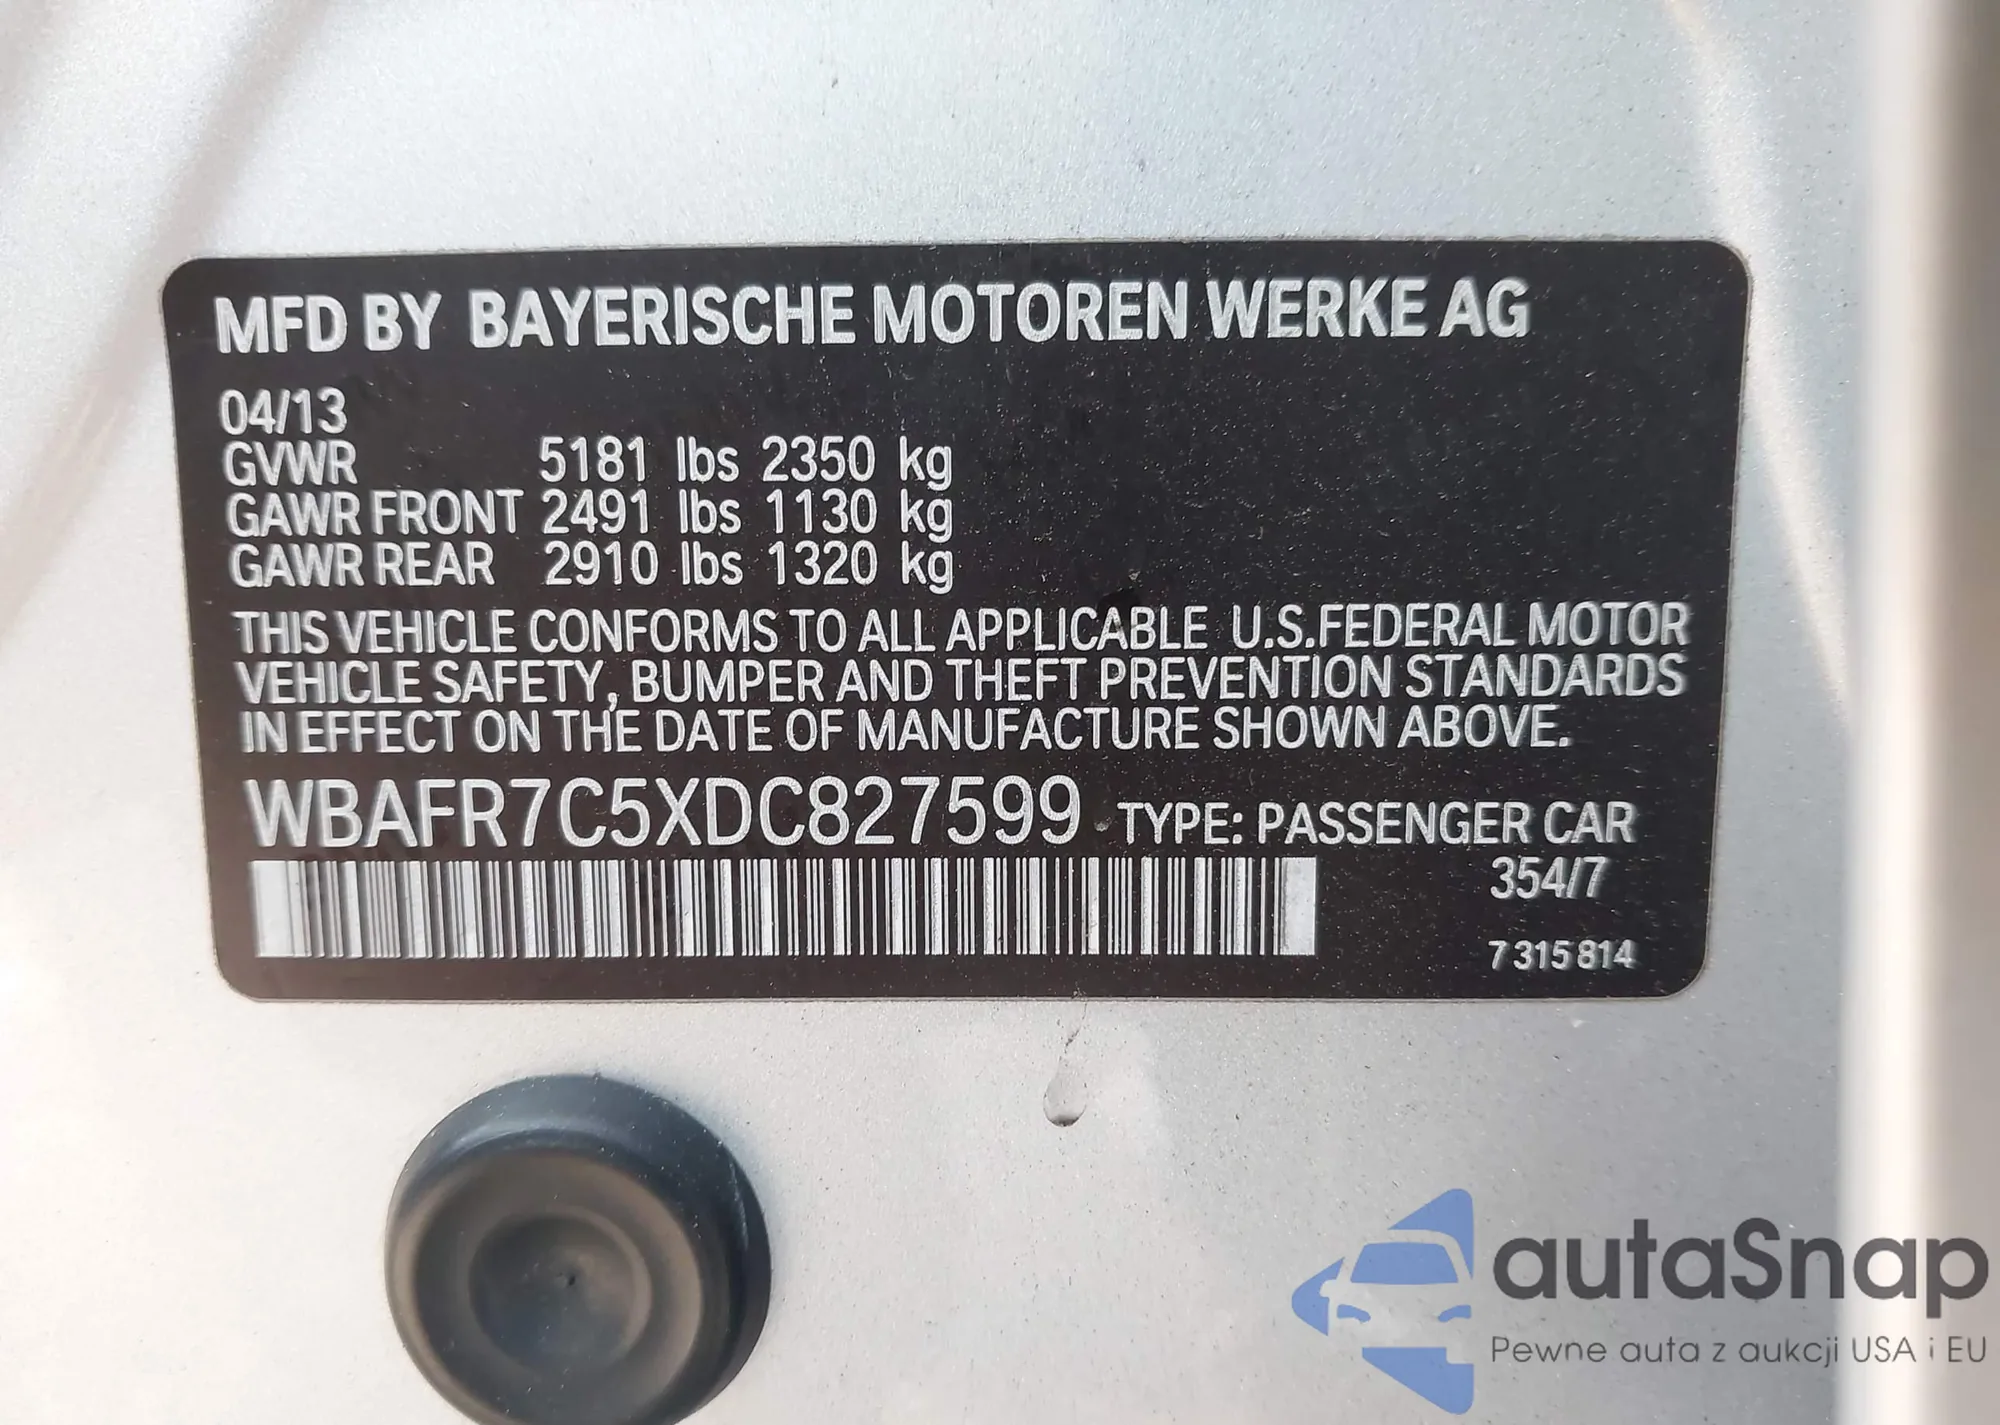 MFD BY BAYERISCHE MOTOREN WERKE AG
04/13
GVWR 5181 lbs 2350 kg
GAWR FRONT 2491 lbs 1130 kg
GAWR REAR 2910 lbs 1320 kg
THIS VEHICLE CONFORMS TO ALL APPLICABLE U.S.FEDERAL MOTOR
VEHICLE SAFETY, BUMPER AND THEFT PREVENTION STANDARDS
IN EFFECT ON THE DATE OF MANUFACTURE SHOWN ABOVE.
WBAFR7C5XDC827599 TYPE: PASSENGER CAR
354/7
7 315 814
autaSnap
Pewne auta z aukcji USA i EU